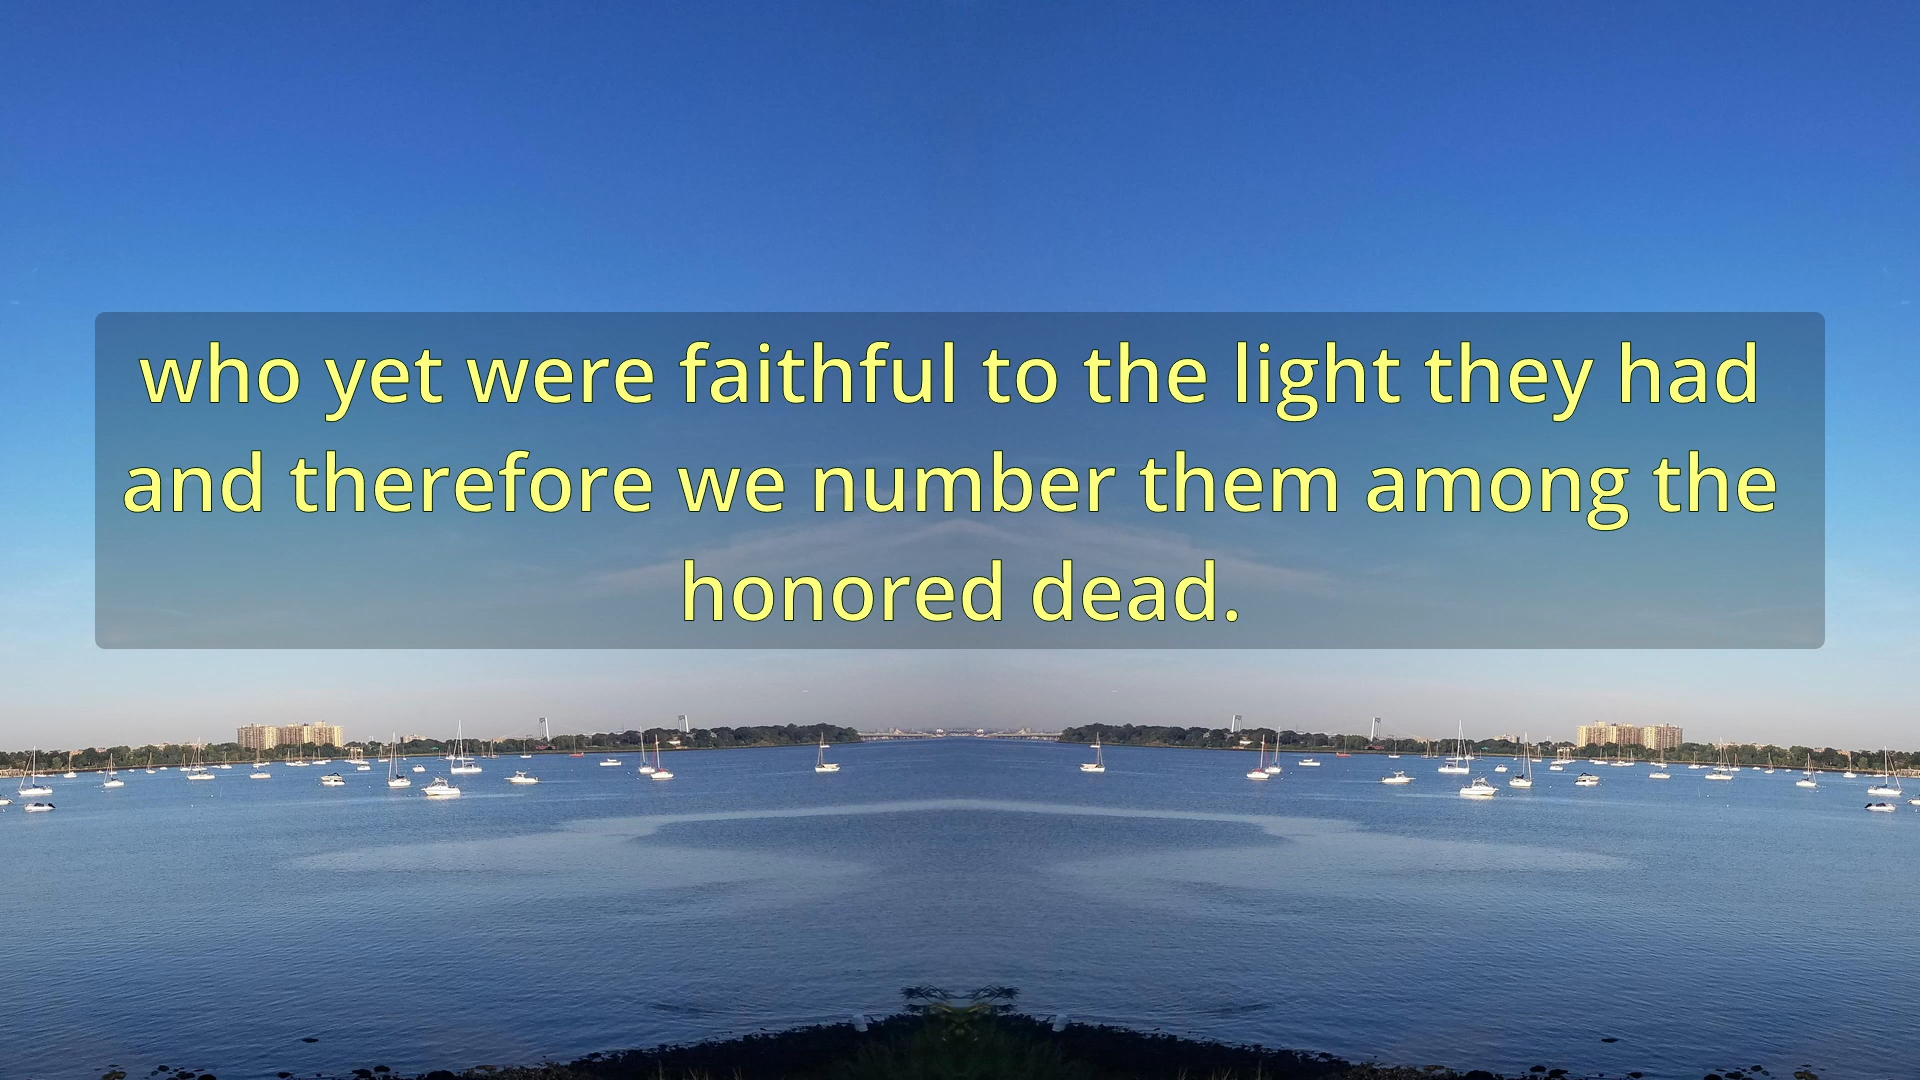 who yet were faithful to the light they had
and therefore we number them among the
honored dead.